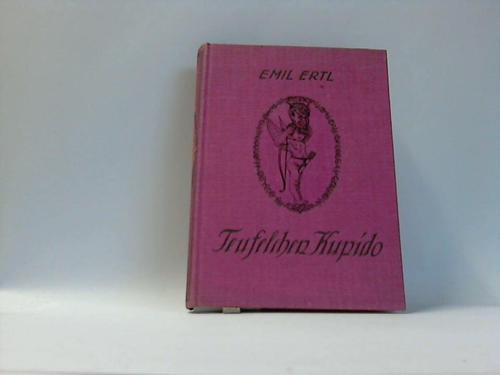 EMIL ERTL
Teufelchen Kupido